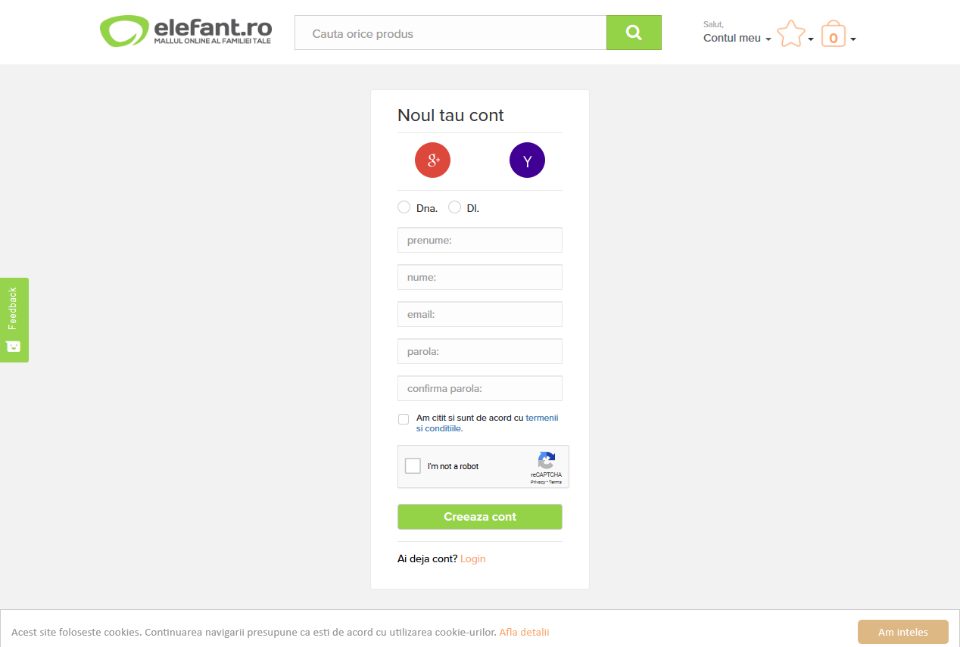 elefant.ro
MALLUL ONLINE AL FAMILIEI TALE
Cauta orice produs
Salut,
Contul meu
0
Noul tau cont
g+
Y
Dna.
Dl.
prenume:
nume:
email:
parola:
confirma parola:
Am citit si sunt de acord cu termenii
si conditiile.
I'm not a robot
reCAPTCHA
Privacy - Terms
Creeaza cont
Ai deja cont? Login
Feedback
Acest site foloseste cookies. Continuarea navigarii presupune ca esti de acord cu utilizarea cookie-urilor. Afla detalii
Am inteles